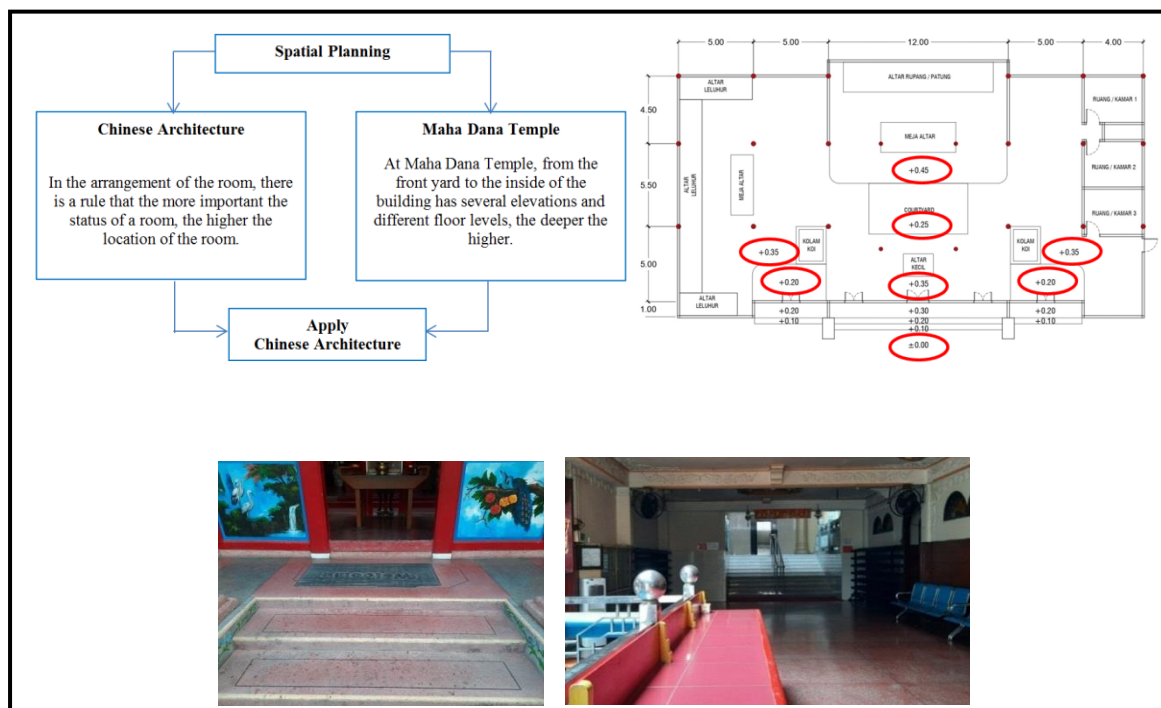 Spatial Planning
Chinese Architecture
In the arrangement of the room, there
is a rule that the more important the
status of a room, the higher the
location of the room.
Maha Dana Temple
At Maha Dana Temple, from the
front yard to the inside of the
building has several elevations and
different floor levels, the deeper the
higher.
Apply
Chinese Architecture
5.00 5.00 12.00 5.00 4.00
4.50
5.50
5.00
1.00
ALTAR
LELUHUR
ALTAR RUPANG / PATUNG
RUANG / KAMAR 1
MEJA ALTAR
+0.45
ALTAR
LELUHUR
MEJA ALTAR
RUANG / KAMAR 2
COURTYARD
+0.25
RUANG / KAMAR 3
KOLAM
KOI
KOLAM
KOI
+0.35
+0.35
ALTAR
KECIL
+0.20
+0.35
+0.20
ALTAR
LELUHUR
+0.20 +0.30 +0.20
+0.10 +0.20 +0.10
+0.10
±0.00
WELCOME